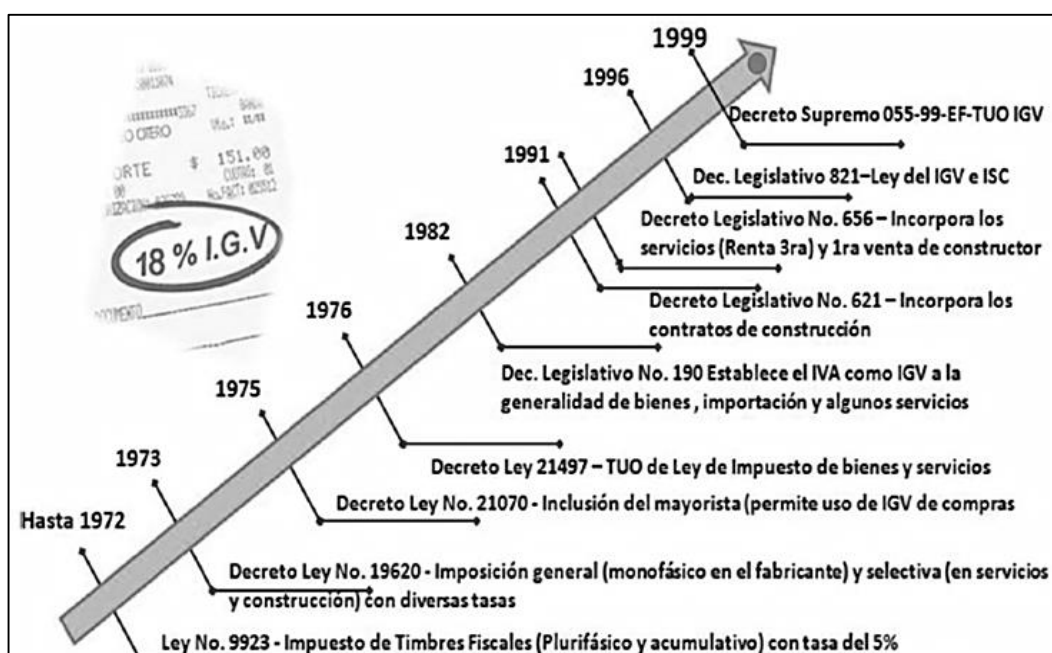 1999
1996
Decreto Supremo 055-99-EF-TUO IGV
1991
Dec. Legislativo 821–Ley del IGV e ISC
Decreto Legislativo No. 656 – Incorpora los
servicios (Renta 3ra) y 1ra venta de constructor
1982
Decreto Legislativo No. 621 – Incorpora los
contratos de construcción
1976
Dec. Legislativo No. 190 Establece el IVA como IGV a la
generalidad de bienes , importación y algunos servicios
1975
Decreto Ley 21497 – TUO de Ley de Impuesto de bienes y servicios
1973
Decreto Ley No. 21070 - Inclusión del mayorista (permite uso de IGV de compras
Hasta 1972
Decreto Ley No. 19620 - Imposición general (monofásico en el fabricante) y selectiva (en servicios
y construcción) con diversas tasas
Ley No. 9923 - Impuesto de Timbres Fiscales (Plurifásico y acumulativo) con tasa del 5%
ORTE $ 151.00
18 % I.G.V